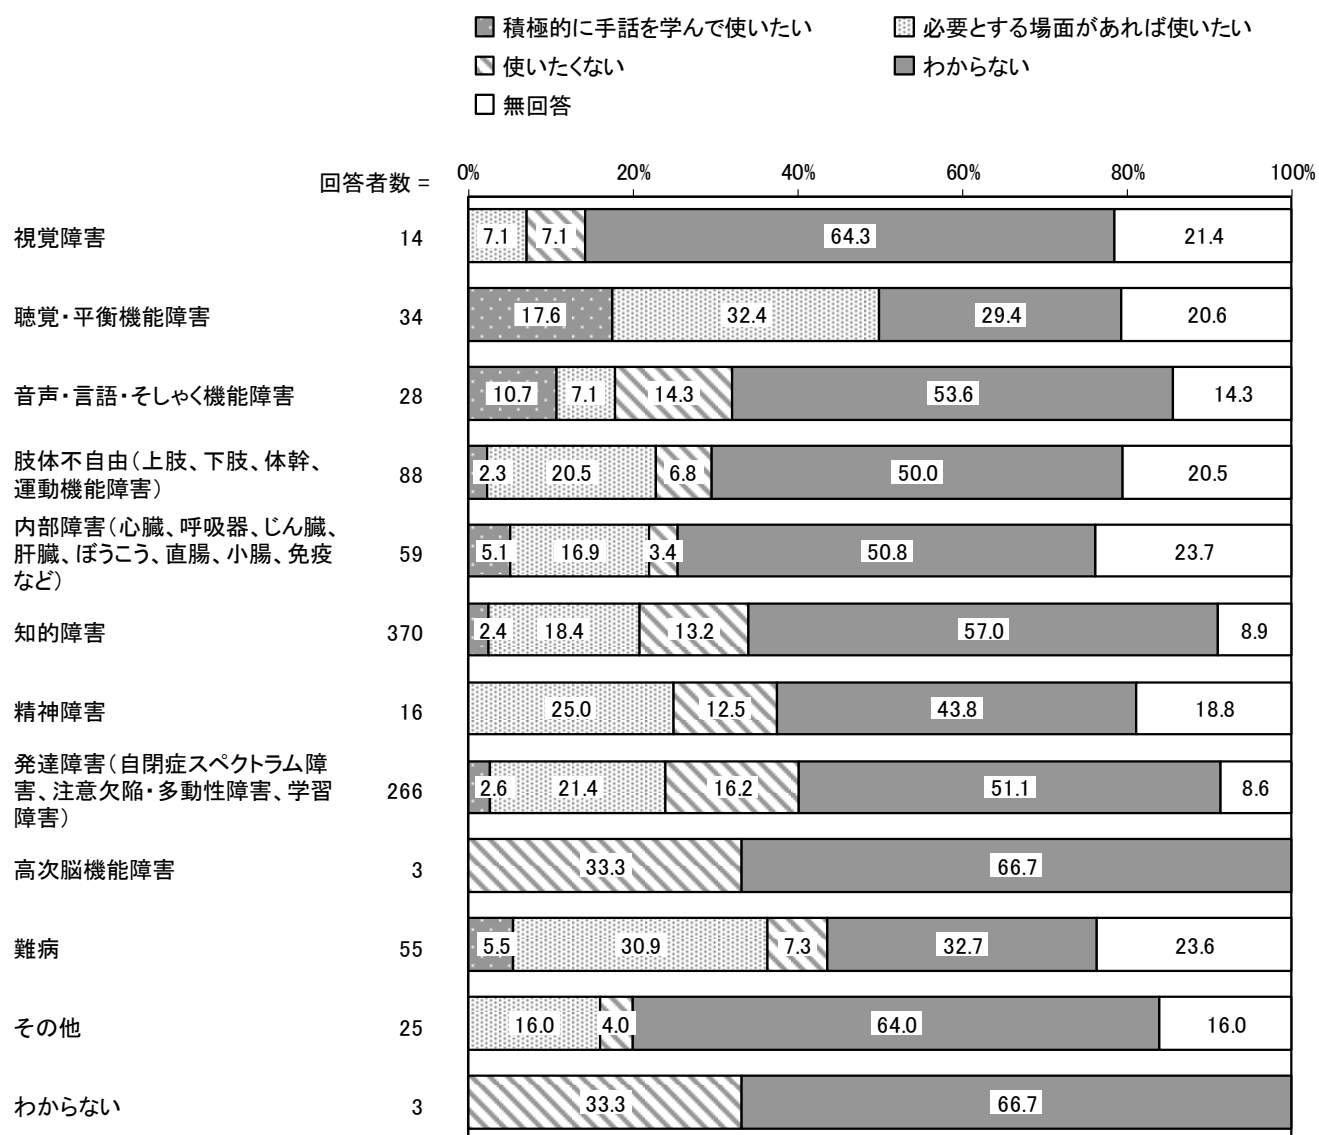 積極的に手話を学んで使いたい 必要とする場面があれば使いたい
使いたくない わからない
無回答
回答者数 = 0% 20% 40% 60% 80% 100%
視覚障害 14 7.1 7.1 64.3 21.4
聴覚・平衡機能障害 34 17.6 32.4 29.4 20.6
音声・言語・そしゃく機能障害 28 10.7 7.1 14.3 53.6 14.3
肢体不自由（上肢、下肢、体幹、
運動機能障害） 88 2.3 20.5 6.8 50.0 20.5
内部障害（心臓、呼吸器、じん臓、
肝臓、ぼうこう、直腸、小腸、免疫 59 5.1 16.9 3.4 50.8 23.7
など）
知的障害 370 2.4 18.4 13.2 57.0 8.9
精神障害 16 25.0 12.5 43.8 18.8
発達障害（自閉症スペクトラム障
害、注意欠陥・多動性障害、学習 266 2.6 21.4 16.2 51.1 8.6
障害）
高次脳機能障害 3 33.3 66.7
難病 55 5.5 30.9 7.3 32.7 23.6
その他 25 16.0 4.0 64.0 16.0
わからない 3 33.3 66.7